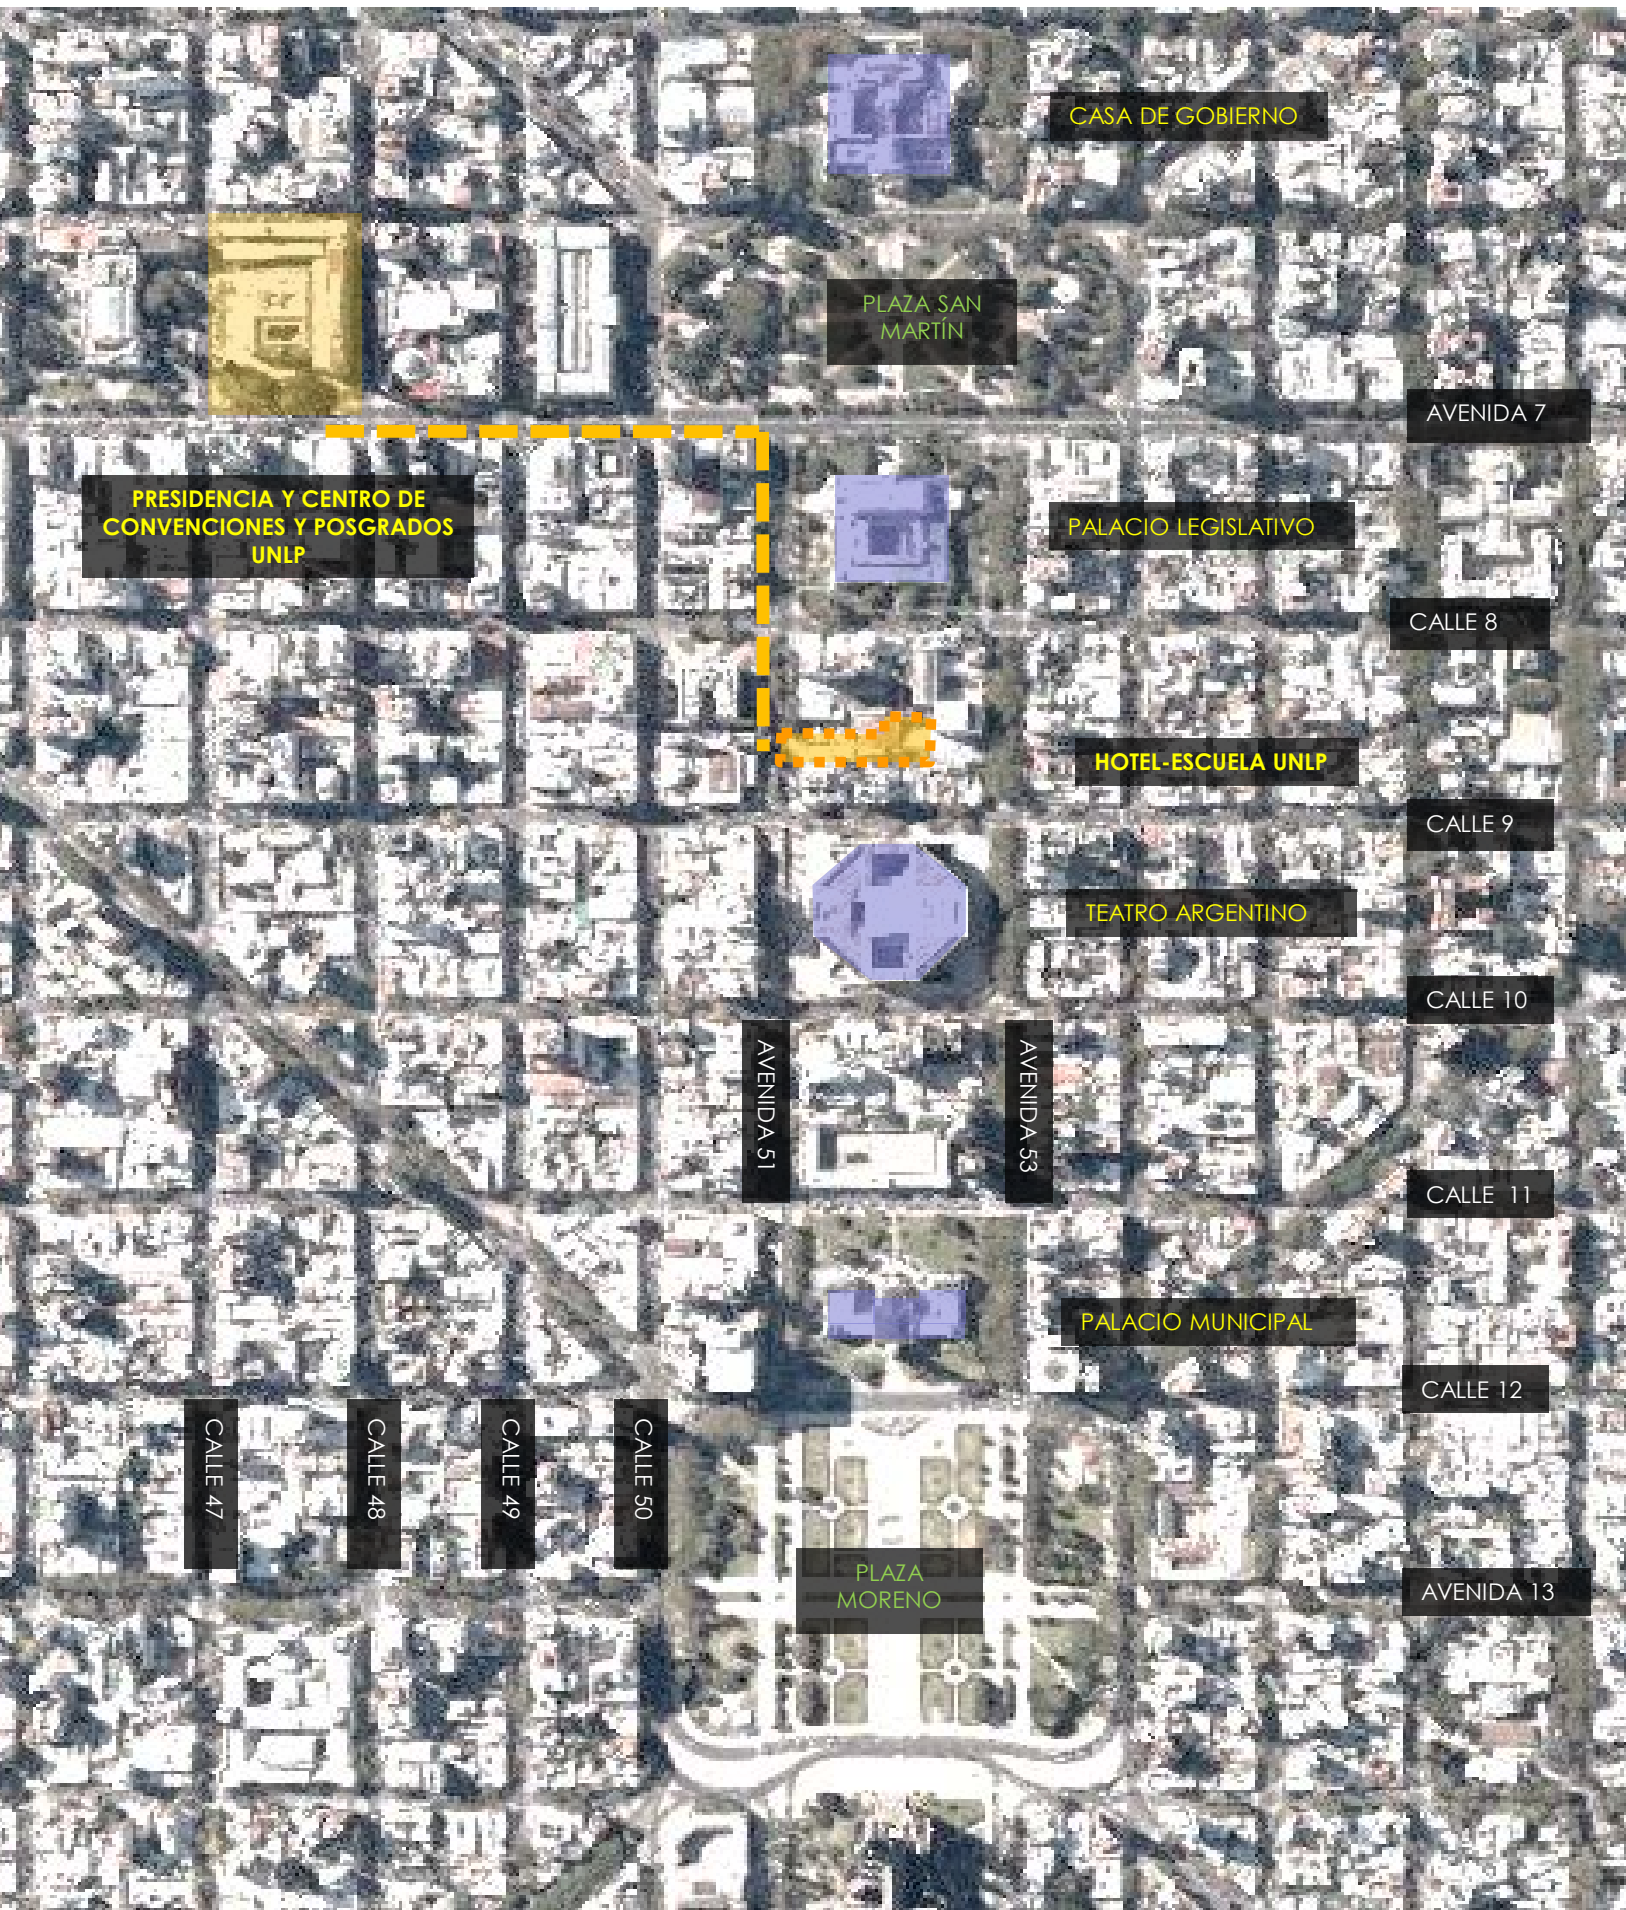 CASA DE GOBIERNO
PLAZA SAN
MARTÍN
AVENIDA 7
PRESIDENCIA Y CENTRO DE
CONVENCIONES Y POSGRADOS
UNLP
PALACIO LEGISLATIVO
CALLE 8
HOTEL-ESCUELA UNLP
CALLE 9
TEATRO ARGENTINO
CALLE 10
AVENIDA 51
AVENIDA 53
CALLE 11
PALACIO MUNICIPAL
CALLE 12
CALLE 47
CALLE 48
CALLE 49
CALLE 50
PLAZA
MORENO
AVENIDA 13